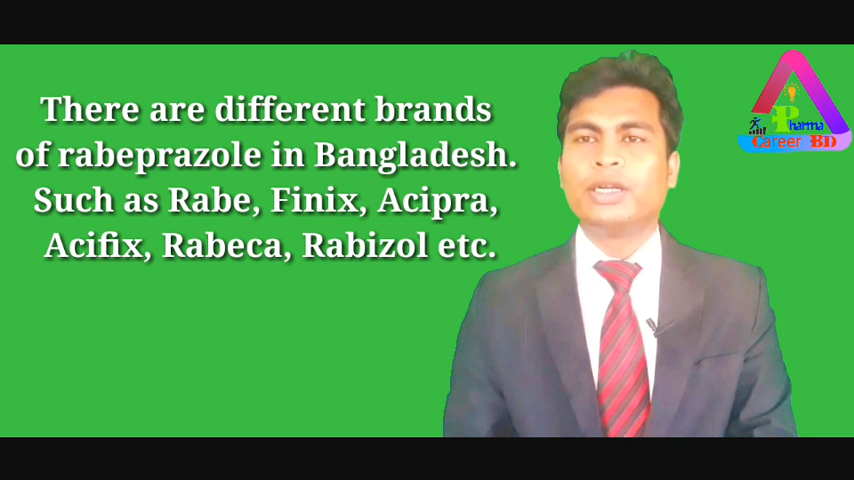 There are different brands
of rabeprazole in Bangladesh.
Such as Rabe, Finix, Acipra,
Acifix, Rabeca, Rabizol etc.
Pharma
Career BD